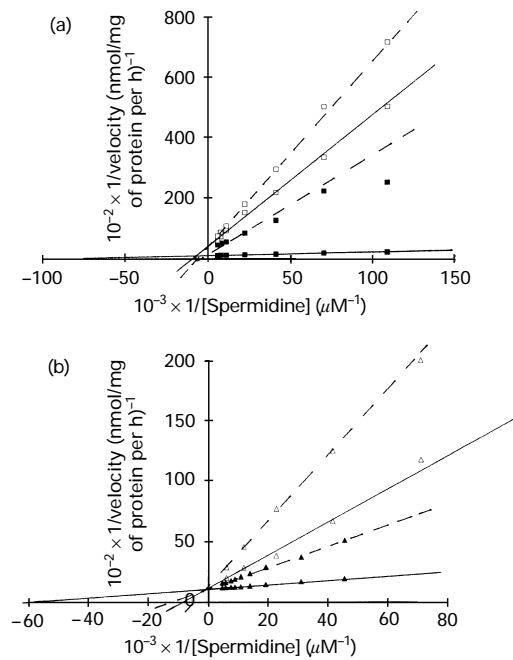 (a)
10⁻² × 1/velocity (nmol/mg
of protein per h)⁻¹
800
600
400
200
−100
−50
0
50
100
150
10⁻³ × 1/[Spermidine] (μM⁻¹)
(b)
10⁻² × 1/velocity (nmol/mg
of protein per h)⁻¹
200
150
100
50
0
−60
−40
−20
0
20
40
60
80
10⁻³ × 1/[Spermidine] (μM⁻¹)